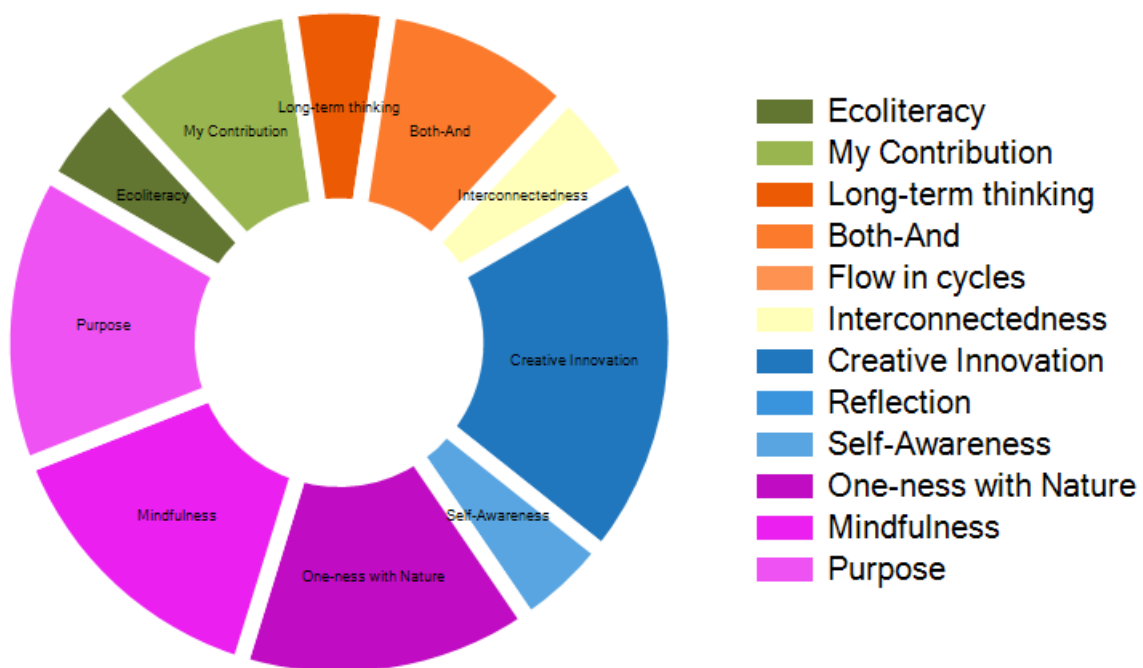 Long-term thinking
My Contribution
Both-And
Ecoliteracy
Interconnectedness
Purpose
Creative Innovation
Mindfulness
Self-Awareness
One-ness with Nature
Ecoliteracy
My Contribution
Long-term thinking
Both-And
Flow in cycles
Interconnectedness
Creative Innovation
Reflection
Self-Awareness
One-ness with Nature
Mindfulness
Purpose